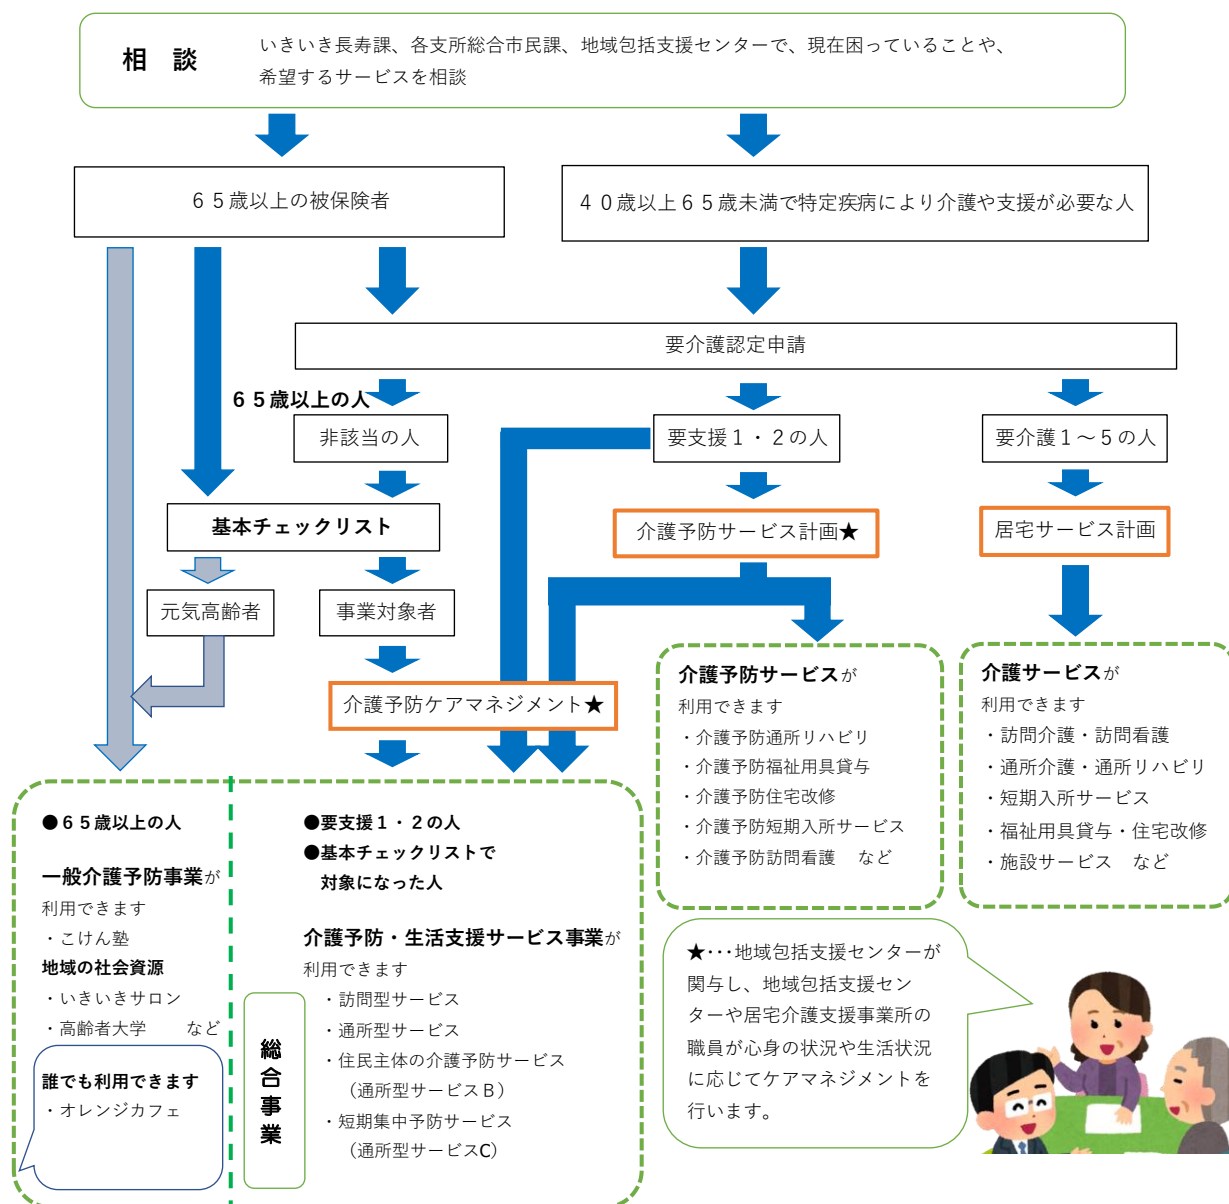 相　談
いきいき長寿課、各支所総合市民課、地域包括支援センターで、現在困っていることや、
希望するサービスを相談
６５歳以上の被保険者
４０歳以上６５歳未満で特定疾病により介護や支援が必要な人
要介護認定申請
６５歳以上の人
非該当の人
要支援１・２の人
要介護１～５の人
基本チェックリスト
介護予防サービス計画★
居宅サービス計画
元気高齢者
事業対象者
介護予防ケアマネジメント★
介護予防サービスが
利用できます
・介護予防通所リハビリ
・介護予防福祉用具貸与
・介護予防住宅改修
・介護予防短期入所サービス
・介護予防訪問看護　など
介護サービスが
利用できます
・訪問介護・訪問看護
・通所介護・通所リハビリ
・短期入所サービス
・福祉用具貸与・住宅改修
・施設サービス　など
●６５歳以上の人
一般介護予防事業が
利用できます
・こけん塾
地域の社会資源
・いきいきサロン
・高齢者大学　　など
誰でも利用できます
・オレンジカフェ
●要支援１・２の人
●基本チェックリストで
対象になった人
介護予防・生活支援サービス事業が
利用できます
・訪問型サービス
・通所型サービス
・住民主体の介護予防サービス
（通所型サービスＢ）
・短期集中予防サービス
（通所型サービスC）
総合事業
★･･･地域包括支援センターが
関与し、地域包括支援セン
ターや居宅介護支援事業所の
職員が心身の状況や生活状況
に応じてケアマネジメントを
行います。